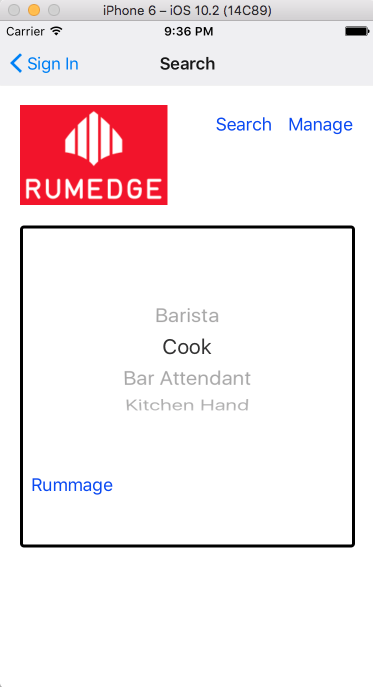 iPhone 6 – iOS 10.2 (14C89)
Carrier 9:36 PM
Sign In Search
Search Manage
RUMEDGE
Barista
Cook
Bar Attendant
Kitchen Hand
Rummage